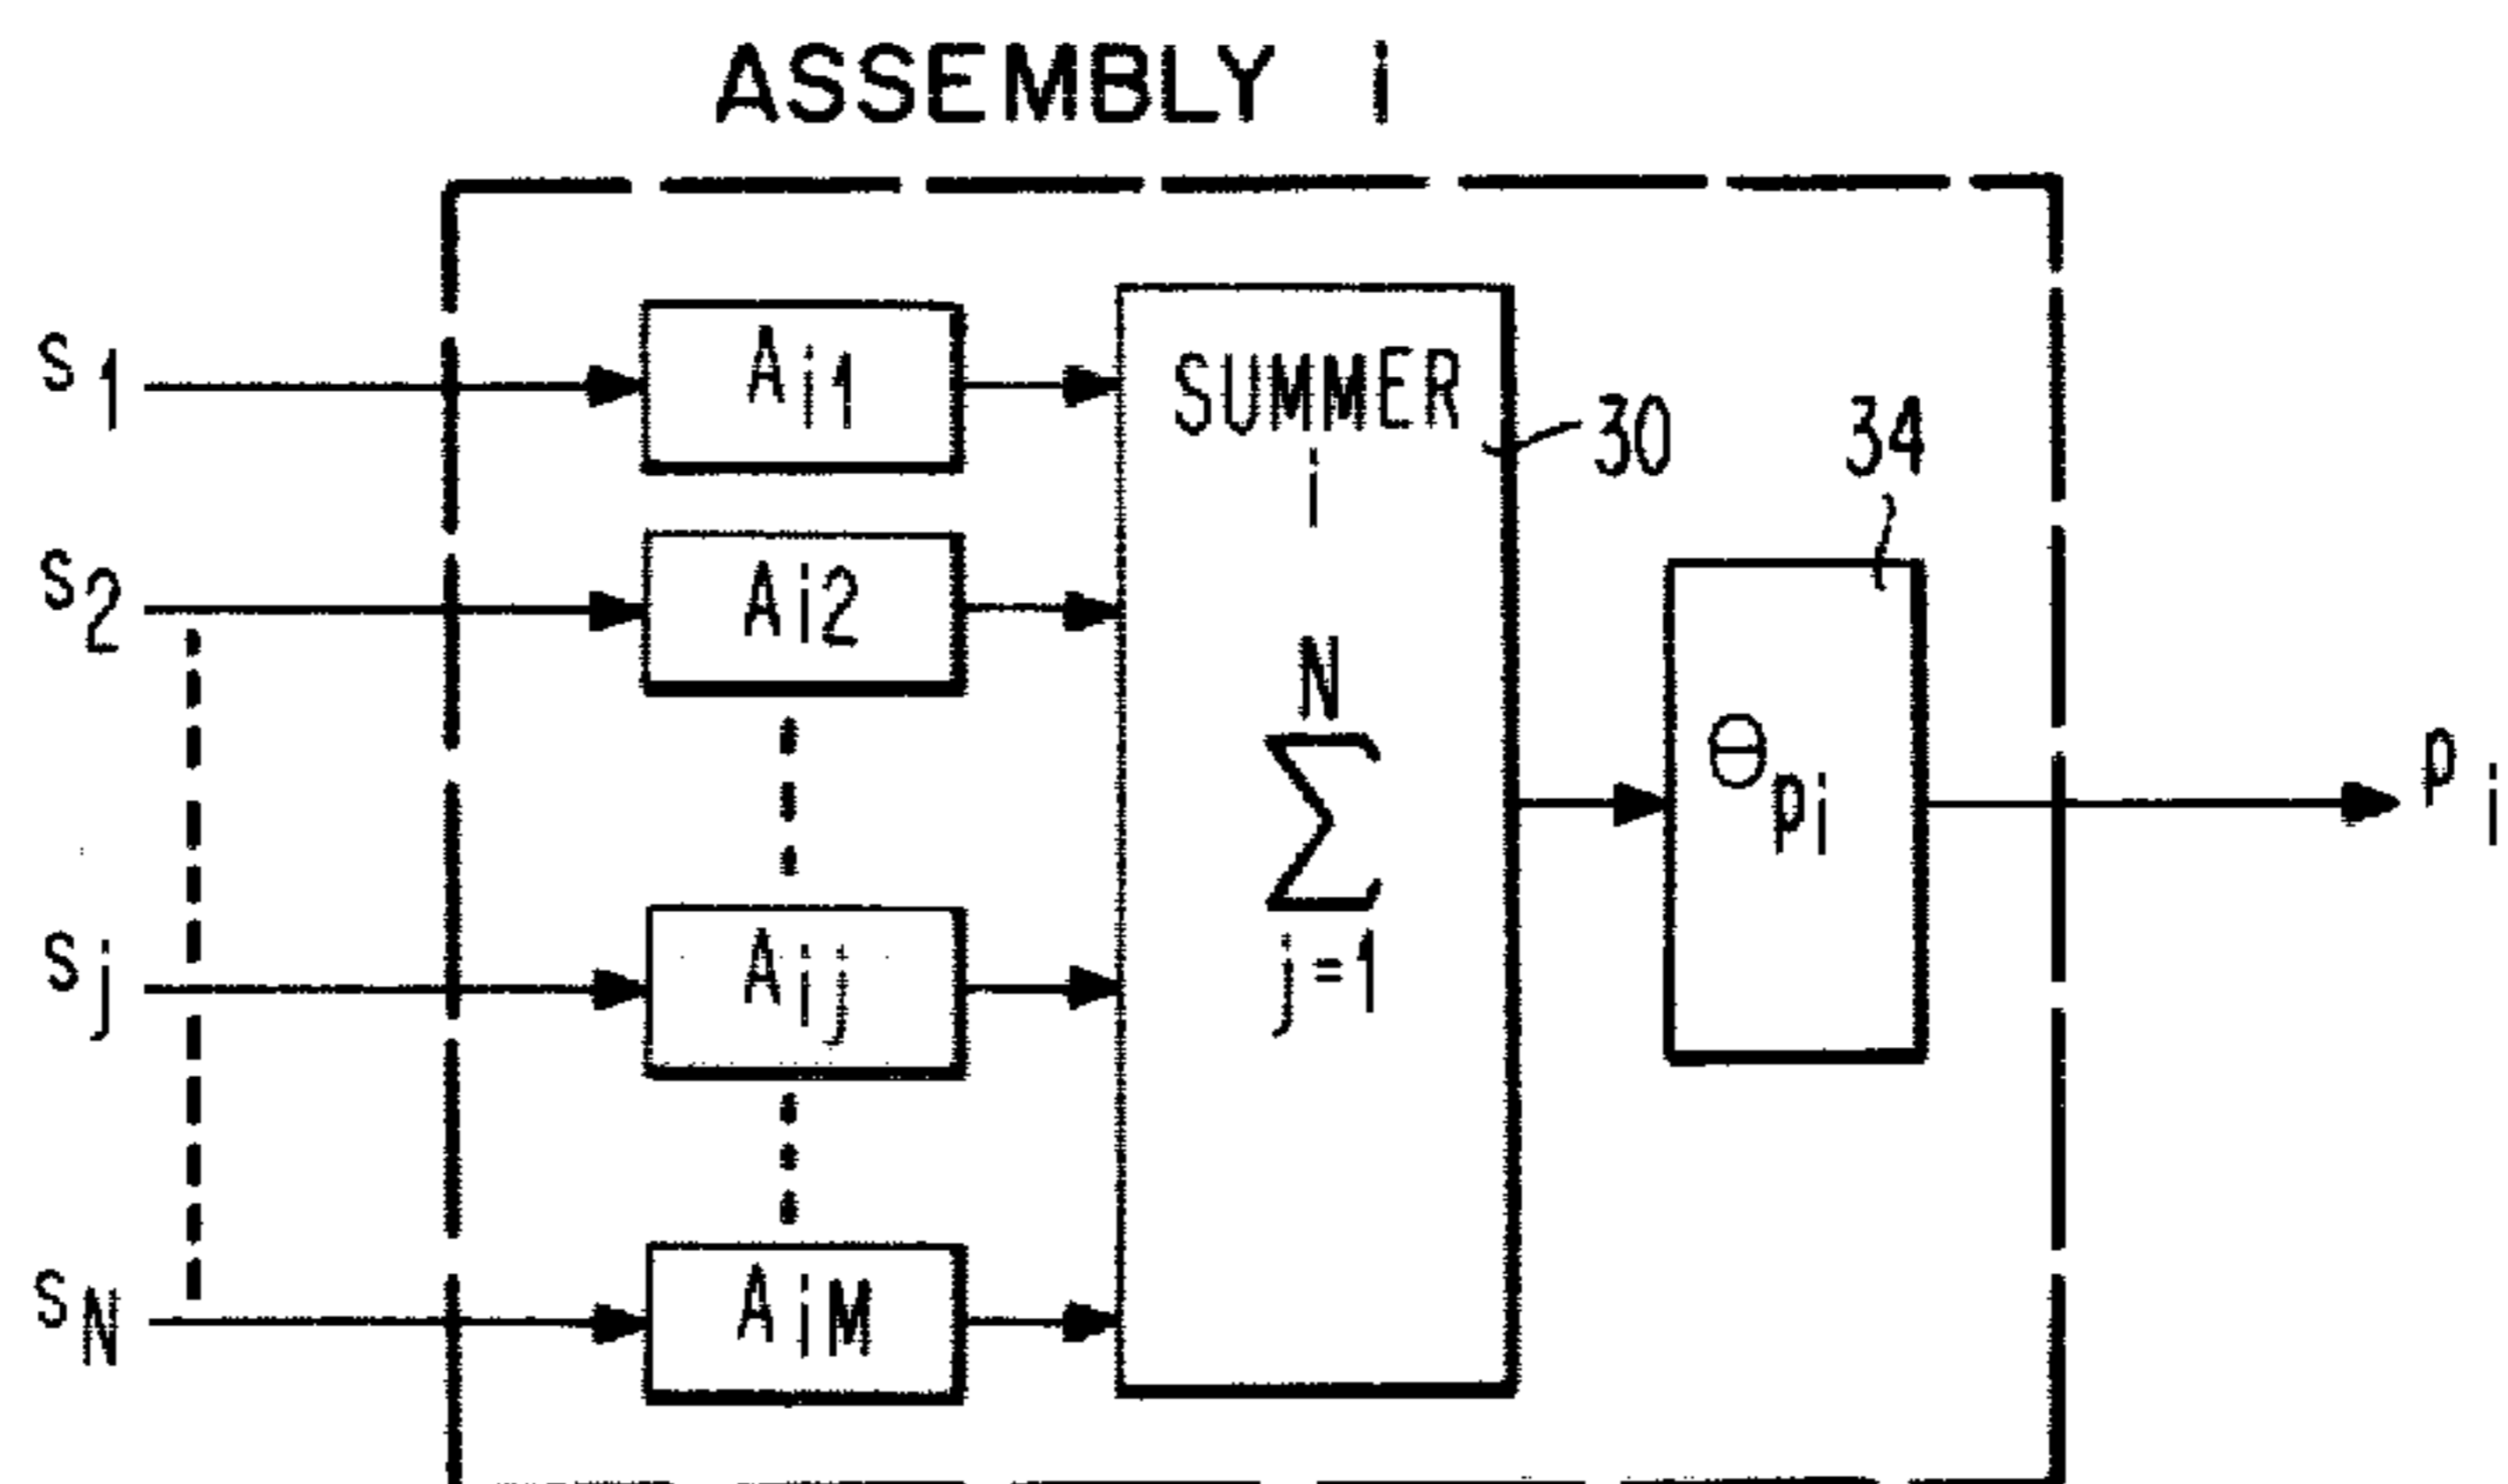 ASSEMBLY i
S1
Ai1
SUMMER
i
30
34
S2
Ai2
N
∑
j=1
θpi
Pi
Sj
Aij
SN
AiM